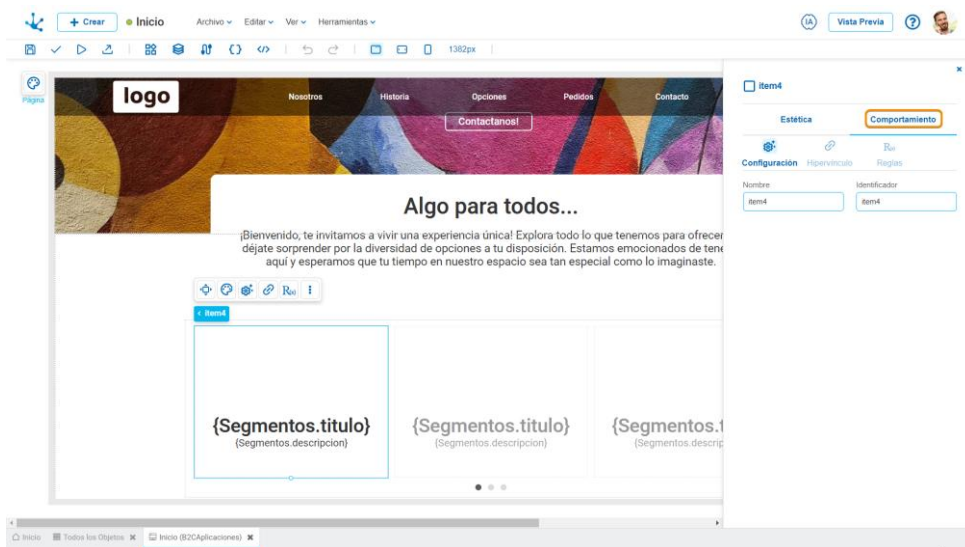 + Crear
Inicio
Archivo Editar Ver Herramientas
IA
Vista Previa
?
1382px
Página
logo
Nosotros Historia Opciones Pedidos Contacto
Contactanos!
Algo para todos...
¡Bienvenido, te invitamos a vivir una experiencia única! Explora todo lo que tenemos para ofrecer
déjate sorprender por la diversidad de opciones a tu disposición. Estamos emocionados de tene
aquí y esperamos que tu tiempo en nuestro espacio sea tan especial como lo imaginaste.
R(x)
< item4
{Segmentos.titulo} {Segmentos.titulo} {Segmentos.t
{Segmentos.descripcion} {Segmentos.descripcion} {Segmentos.descrip
item4
Estética Comportamiento
R(x)
Configuración Hipervínculo Reglas
Nombre Identificador
item4 item4
Inicio Todos los Objetos Inicio (B2CAplicaciones)